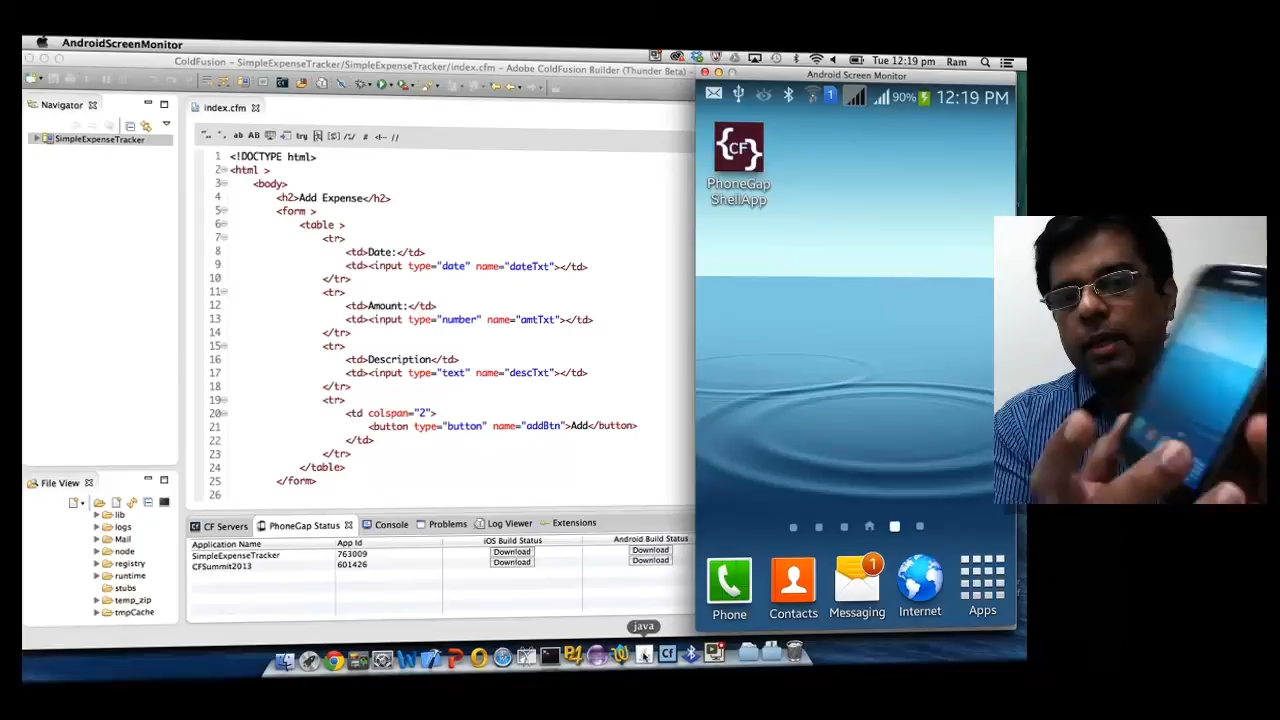 AndroidScreenMonitor
Tue 12:19 pm Ram
ColdFusion - SimpleExpenseTracker/SimpleExpenseTracker/index.cfm - Adobe ColdFusion Builder (Thunder Beta)
Android Screen Monitor
Navigator
SimpleExpenseTracker
index.cfm
ab AB try
1 <!DOCTYPE html>
2 <html >
3 <body>
4 <h2>Add Expense</h2>
5 <form >
6 <table >
7 <tr>
8 <td>Date:</td>
9 <td><input type="date" name="dateTxt"></td>
10 </tr>
11 <tr>
12 <td>Amount:</td>
13 <td><input type="number" name="amtTxt"></td>
14 </tr>
15 <tr>
16 <td>Description</td>
17 <td><input type="text" name="descTxt"></td>
18 </tr>
19 <tr>
20 <td colspan="2">
21 <button type="button" name="addBtn">Add</button>
22 </td>
23 </tr>
24 </table>
25 </form>
26
1 90% 12:19 PM
{CF}
PhoneGap
ShellApp
File View
lib
logs
Mail
node
registry
runtime
stubs
temp_zip
tmpCache
CF Servers PhoneGap Status Console Problems Log Viewer Extensions
Application Name App Id iOS Build Status Android Build Status
SimpleExpenseTracker 763009 Download Download
CFSummit2013 601426 Download Download
1
Phone Contacts Messaging Internet Apps
java
Cf